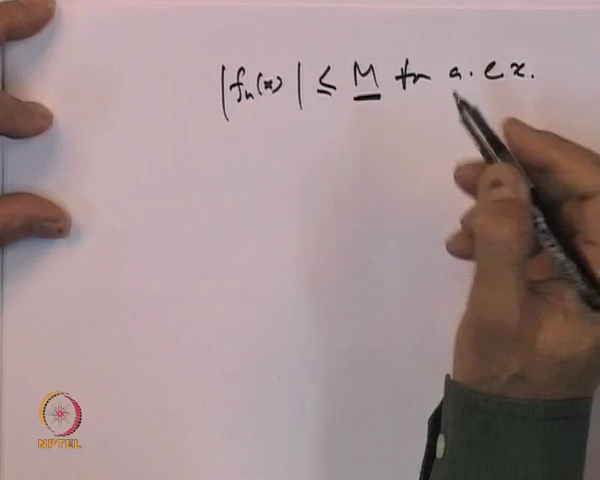 |fn(x)| ≤ M for a.e x.
NPTEL